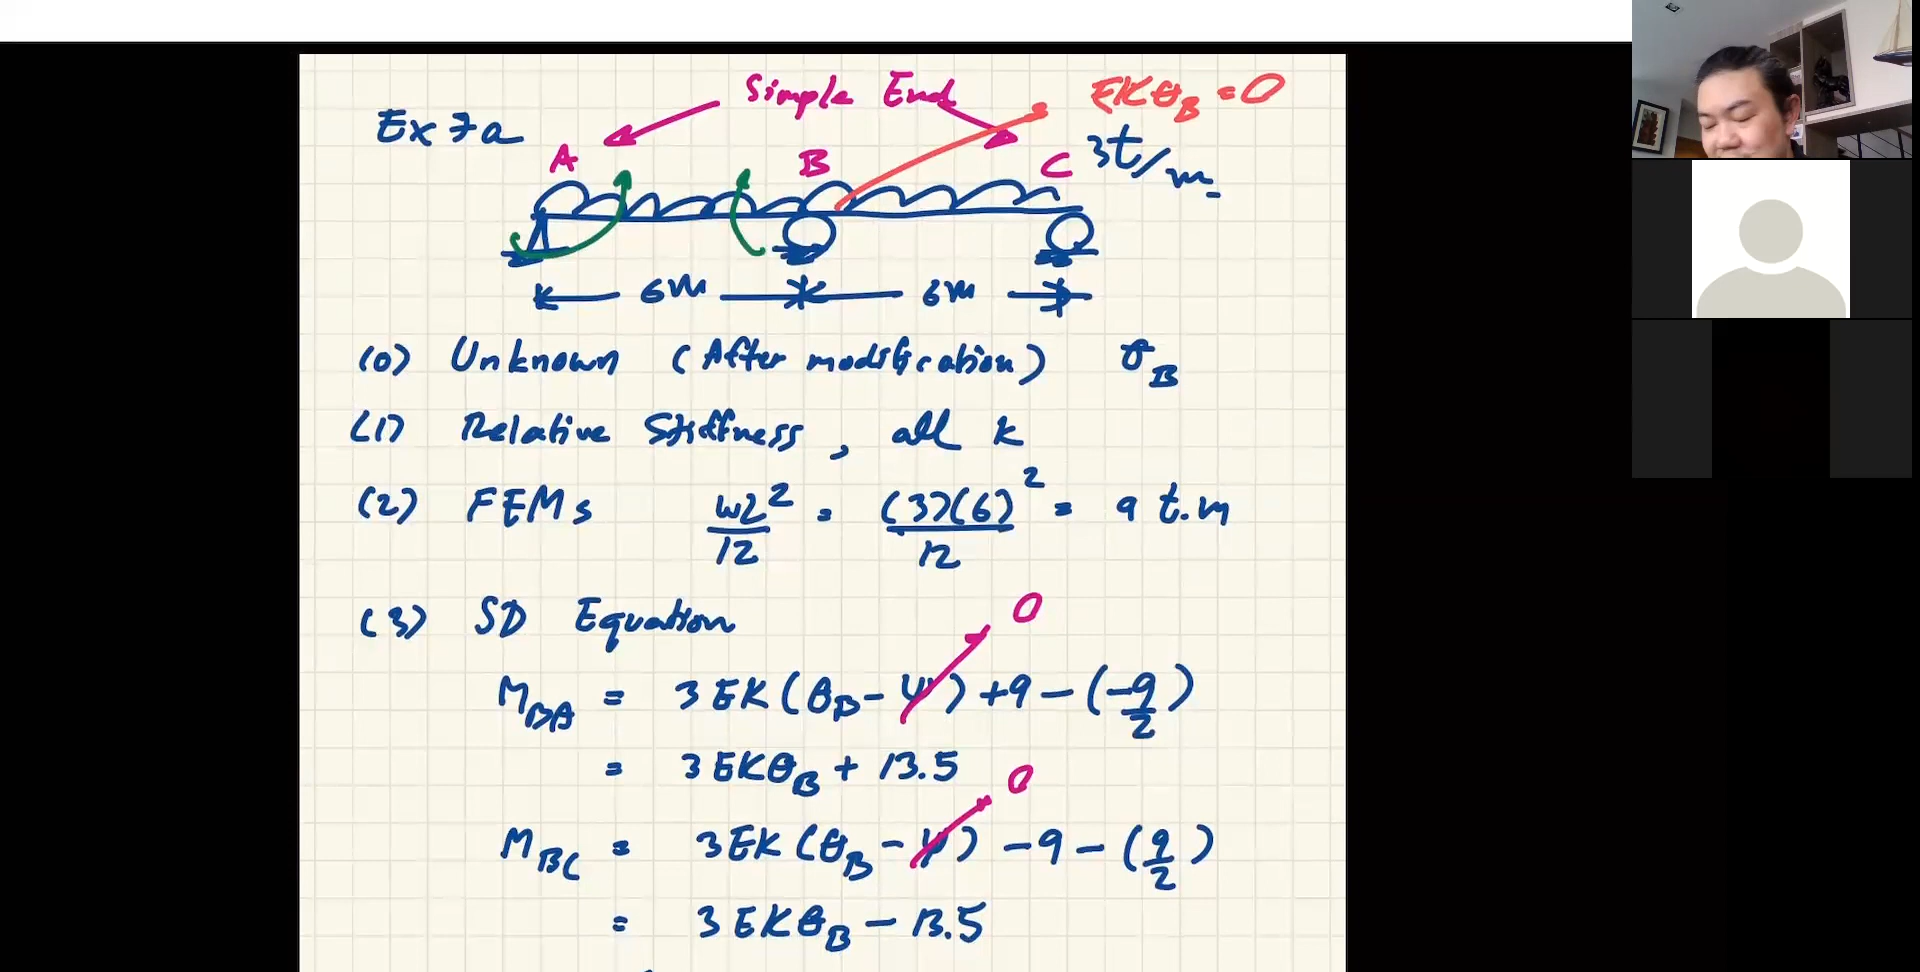 Simple End EKθB = 0
Ex 7a
A B C 3t/m
6m 6m
(0) Unknown (After modification) θB
(1) Relative Stiffness, all k
(2) FEMs wL²/12 = (3)(6)²/12 = 9 t.m
(3) SD Equation
0
MBA = 3EK(θB - ψ) + 9 - (-9/2)
= 3EKθB + 13.5
0
MBC = 3EK(θB - ψ) - 9 - (9/2)
= 3EKθB - 13.5